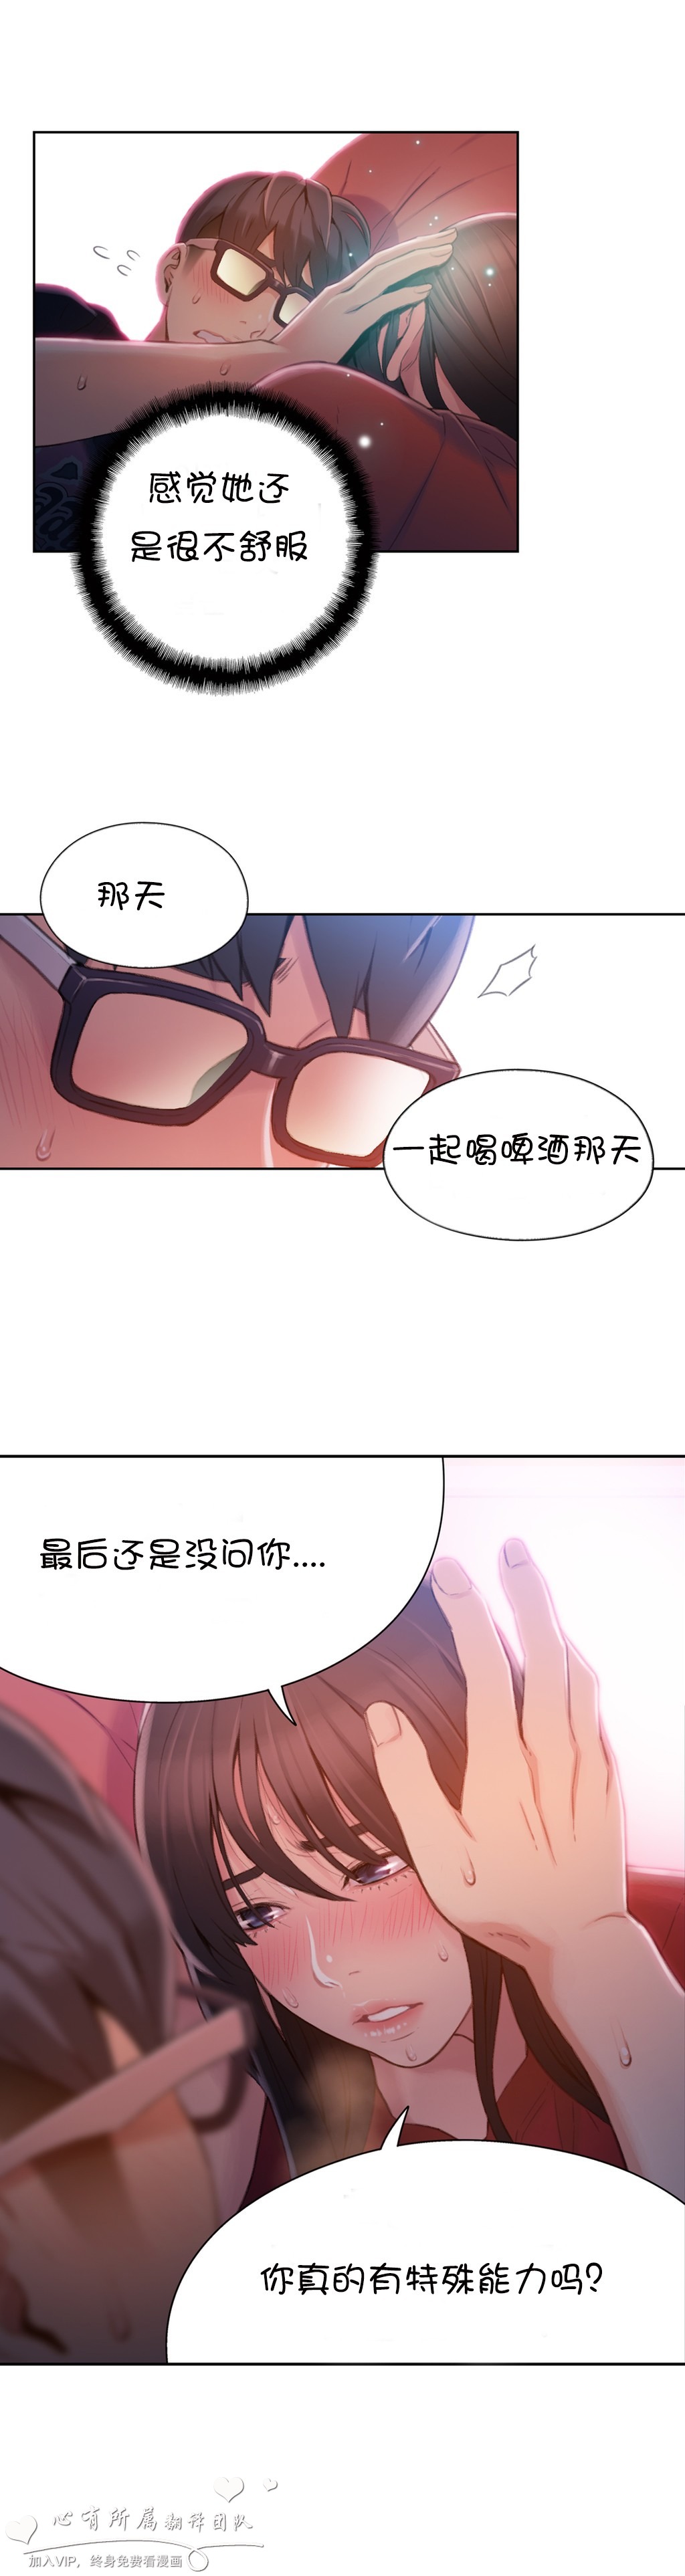 感觉她还
是很不舒服
那天
一起喝啤酒那天
最后还是没问你....
你真的有特殊能力吗?
心有所属翻译团队
加入VIP，终身免费看漫画